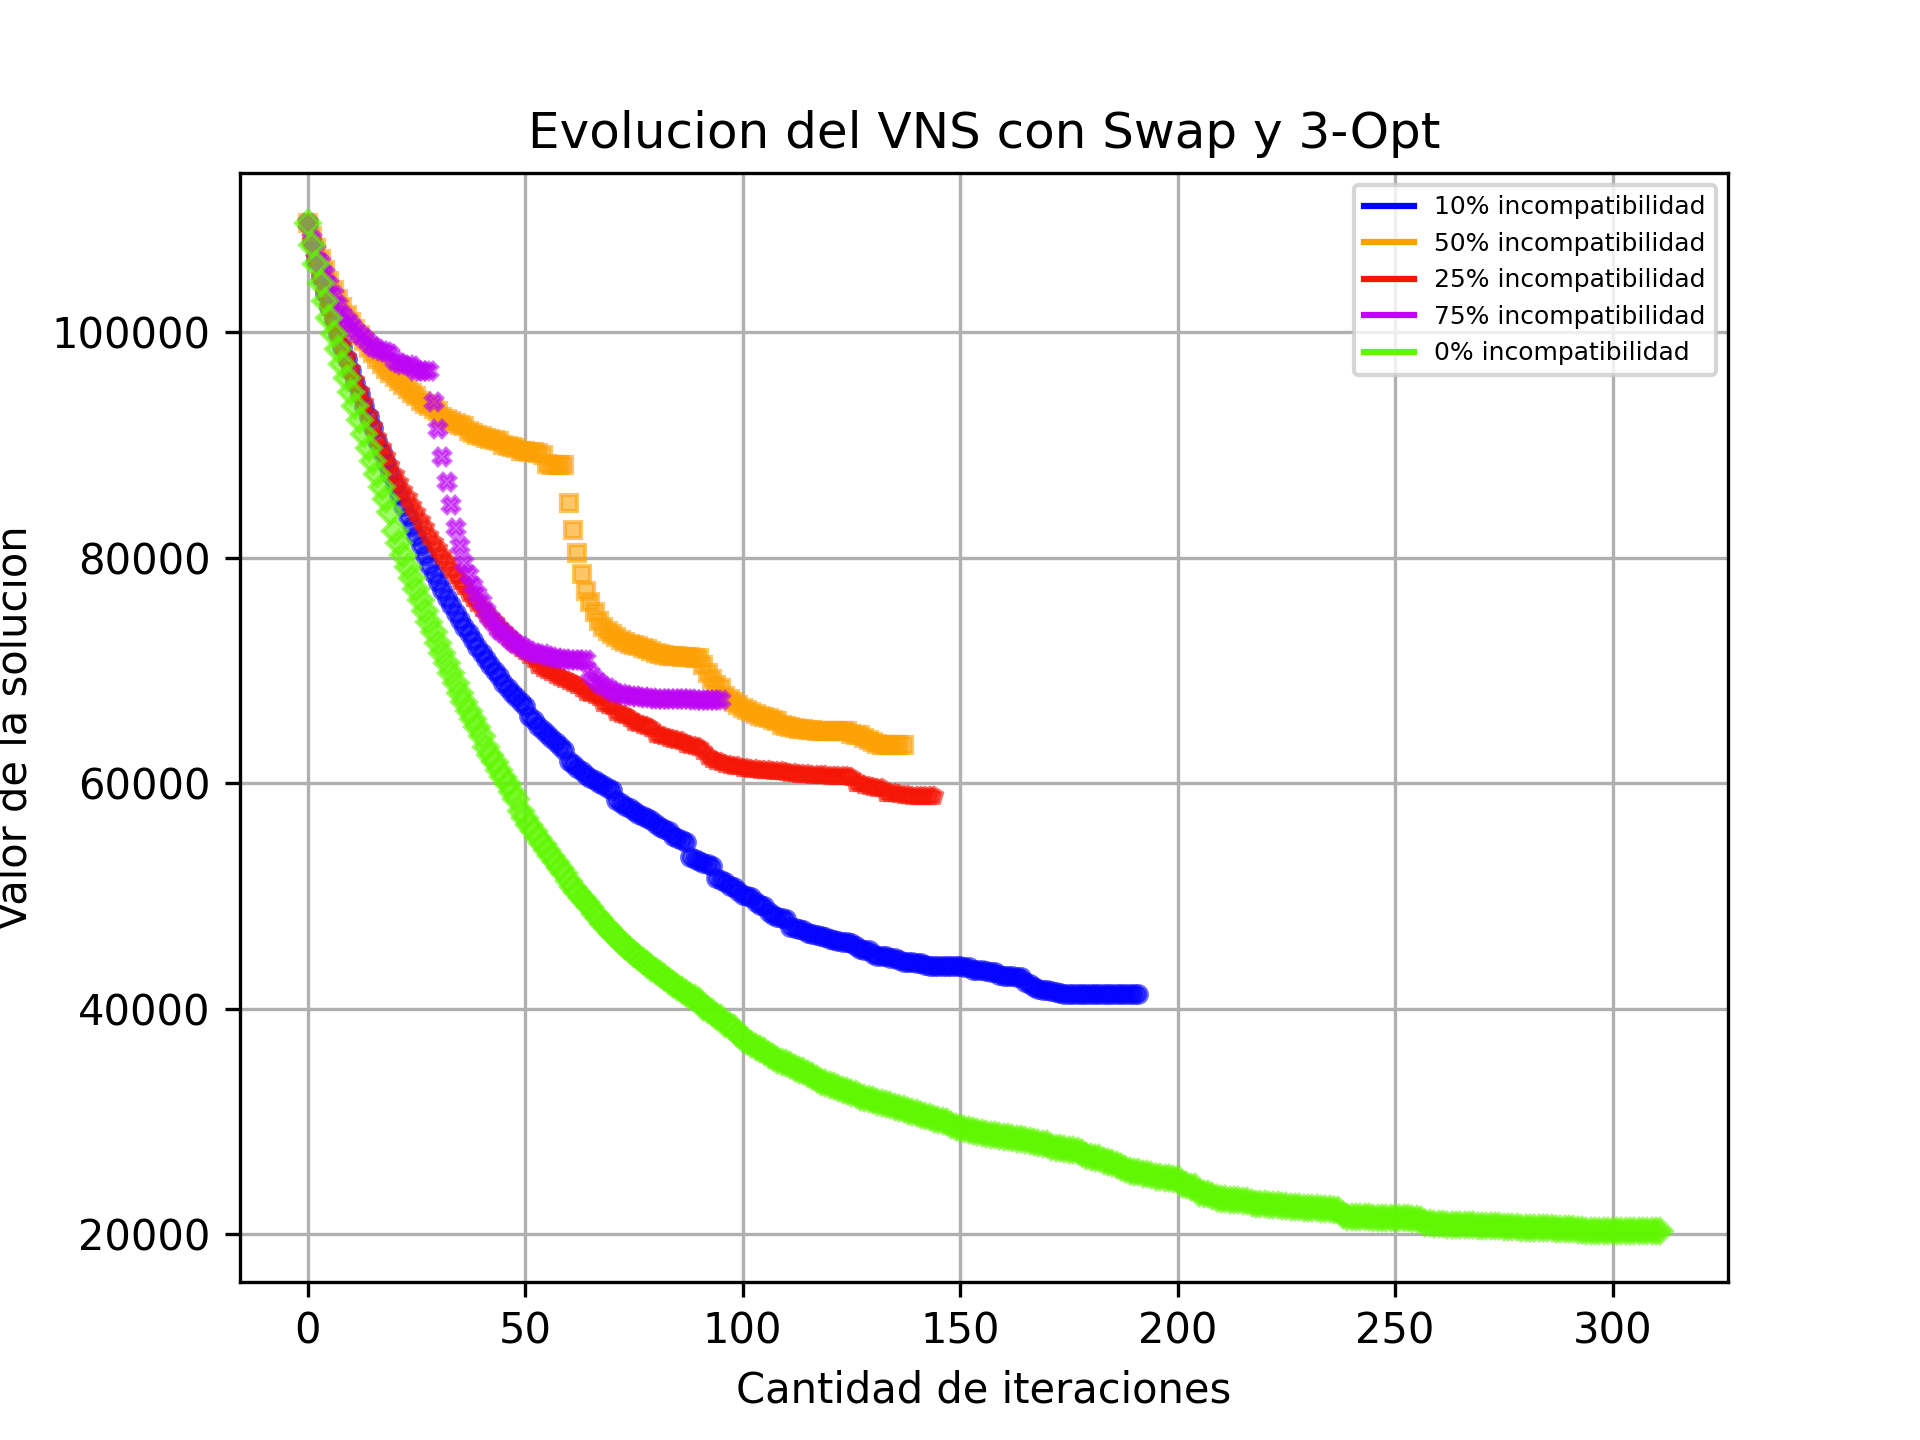 Evolucion del VNS con Swap y 3-Opt
10% incompatibilidad
50% incompatibilidad
25% incompatibilidad
75% incompatibilidad
0% incompatibilidad
100000
80000
60000
40000
20000
Valor de la solucion
0 50 100 150 200 250 300
Cantidad de iteraciones